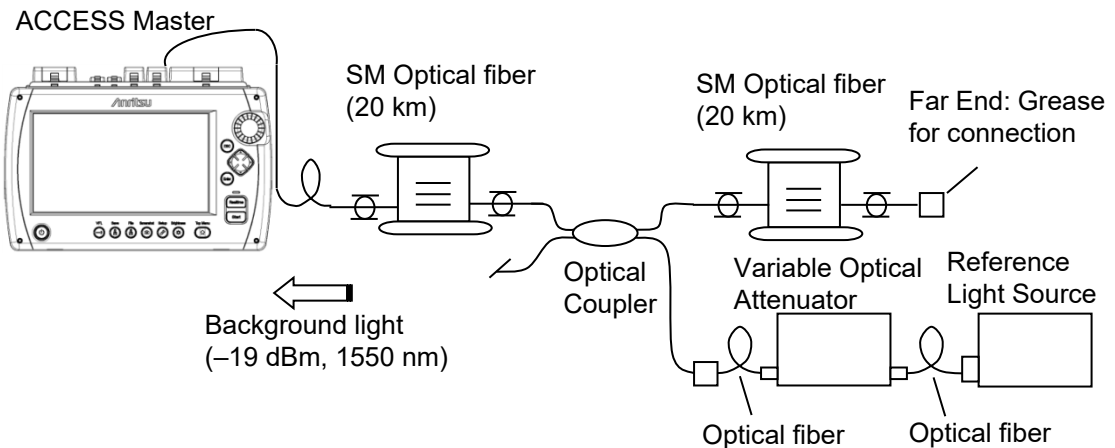 ACCESS Master
Anritsu
SM Optical fiber
(20 km)
SM Optical fiber
(20 km)
Far End: Grease
for connection
Optical
Coupler
Variable Optical
Attenuator
Reference
Light Source
Background light
(–19 dBm, 1550 nm)
Optical fiber
Optical fiber